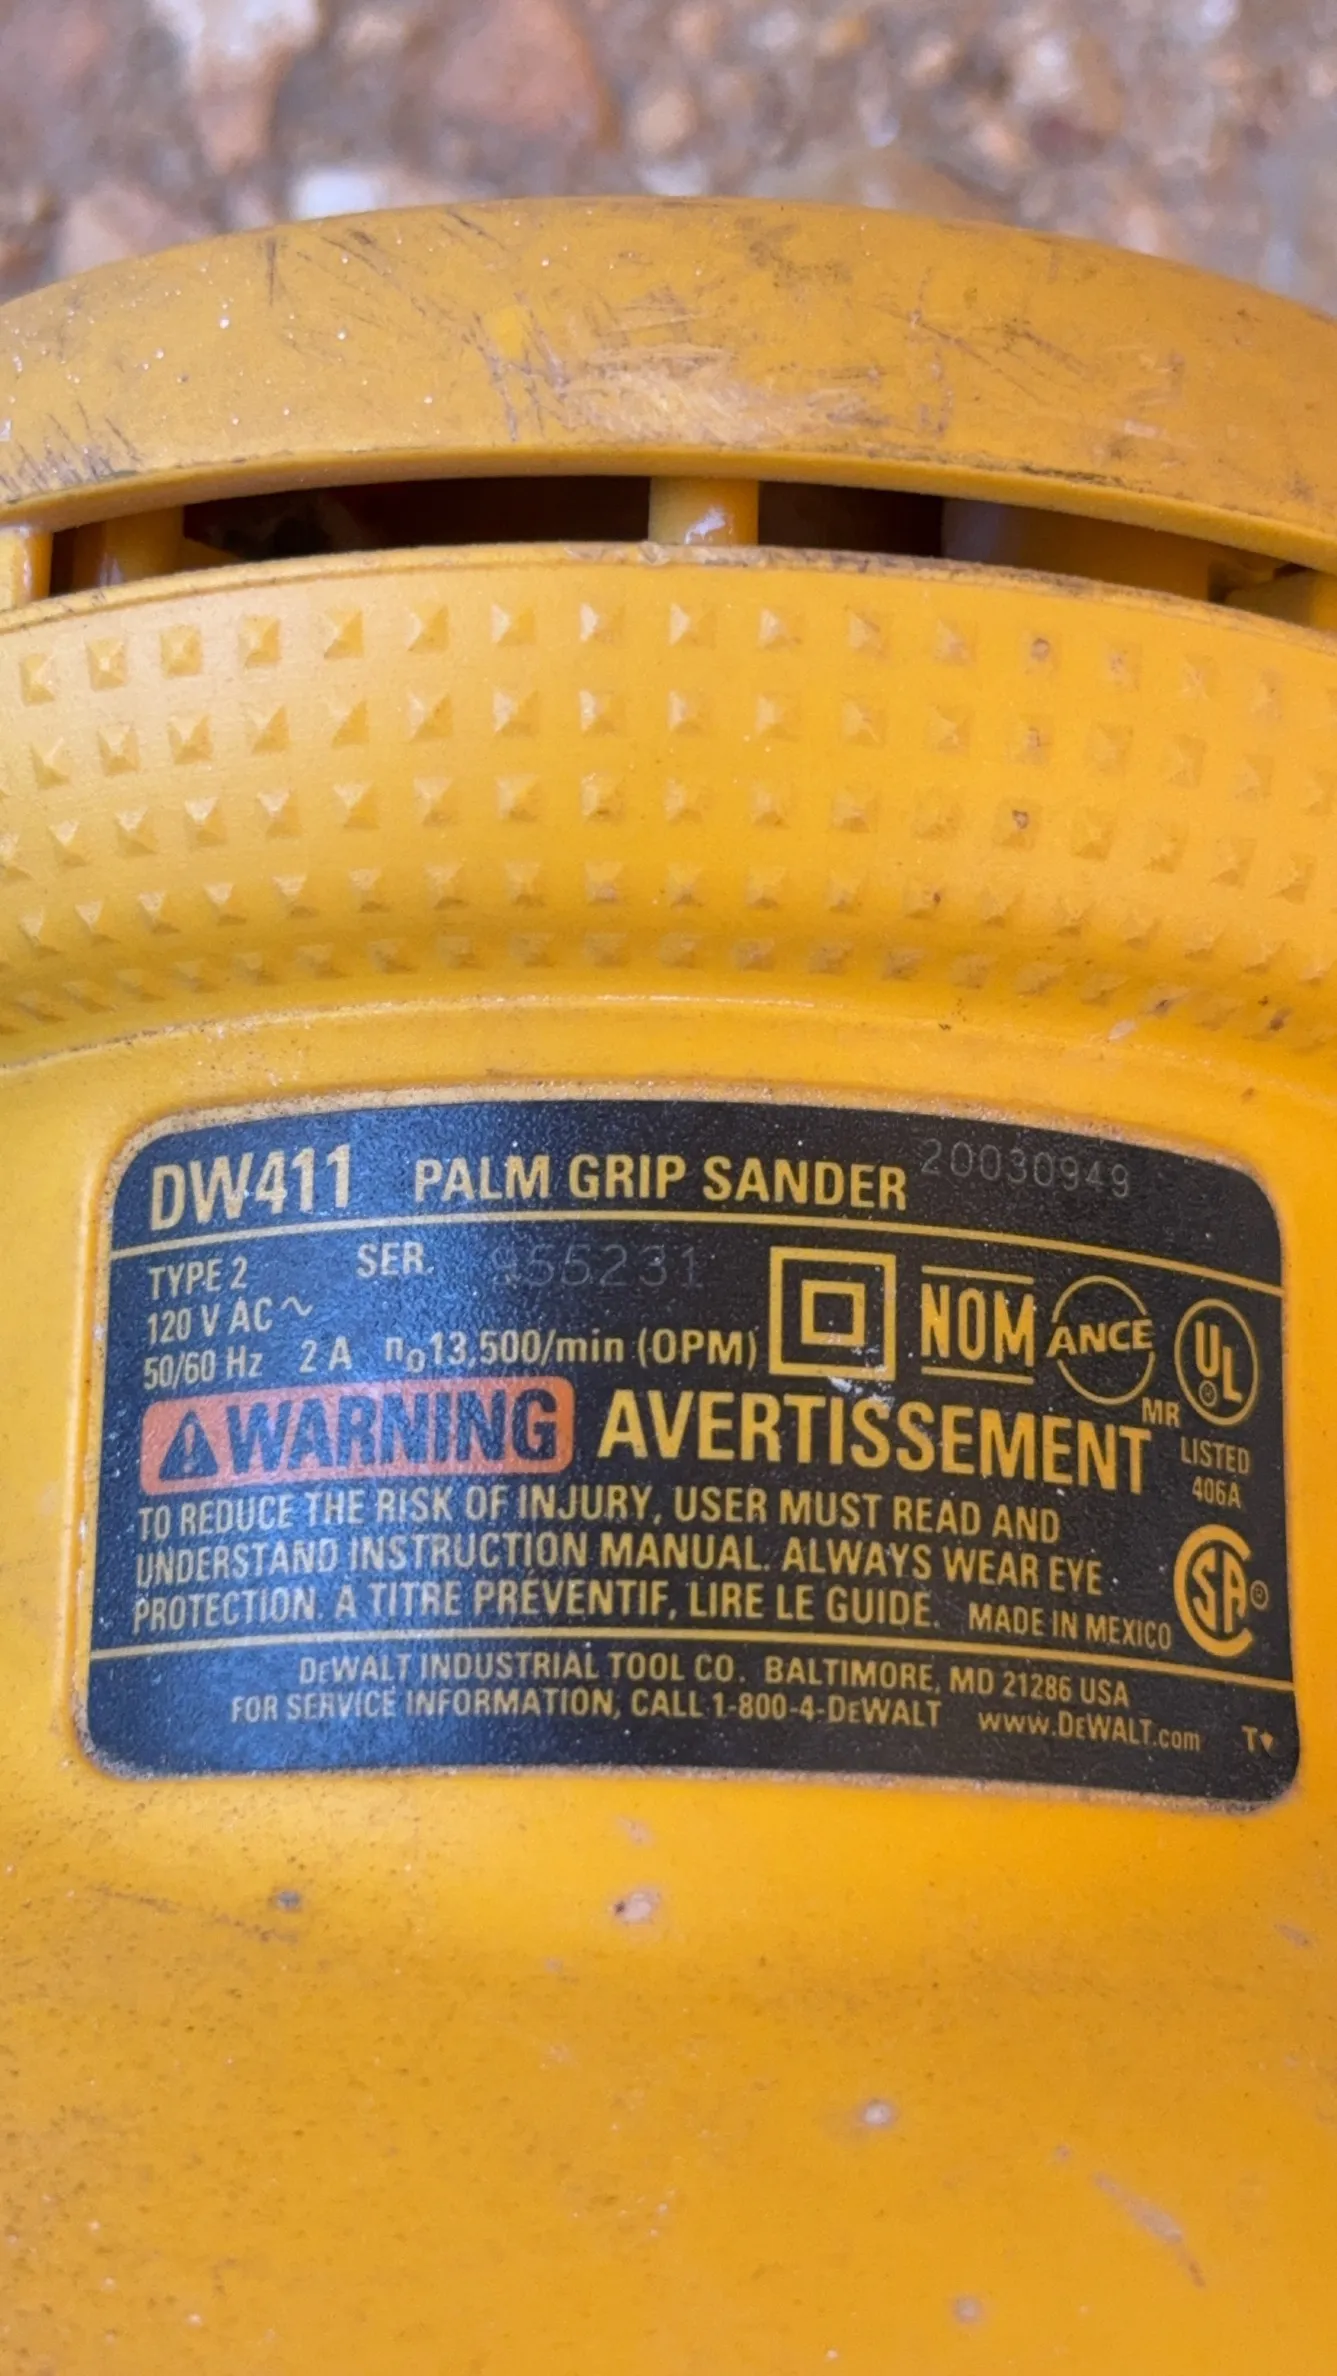 DW411 PALM GRIP SANDER 20030949
TYPE 2 SER. 955231
120 V AC ~
50/60 Hz 2 A no13,500/min (OPM)
NOM ANCE MR
UL LISTED 406A
WARNING AVERTISSEMENT
TO REDUCE THE RISK OF INJURY, USER MUST READ AND
UNDERSTAND INSTRUCTION MANUAL. ALWAYS WEAR EYE
PROTECTION. À TITRE PRÉVENTIF, LIRE LE GUIDE. MADE IN MEXICO
SA ®
DEWALT INDUSTRIAL TOOL CO. BALTIMORE, MD 21286 USA
FOR SERVICE INFORMATION, CALL 1-800-4-DEWALT www.DEWALT.com T